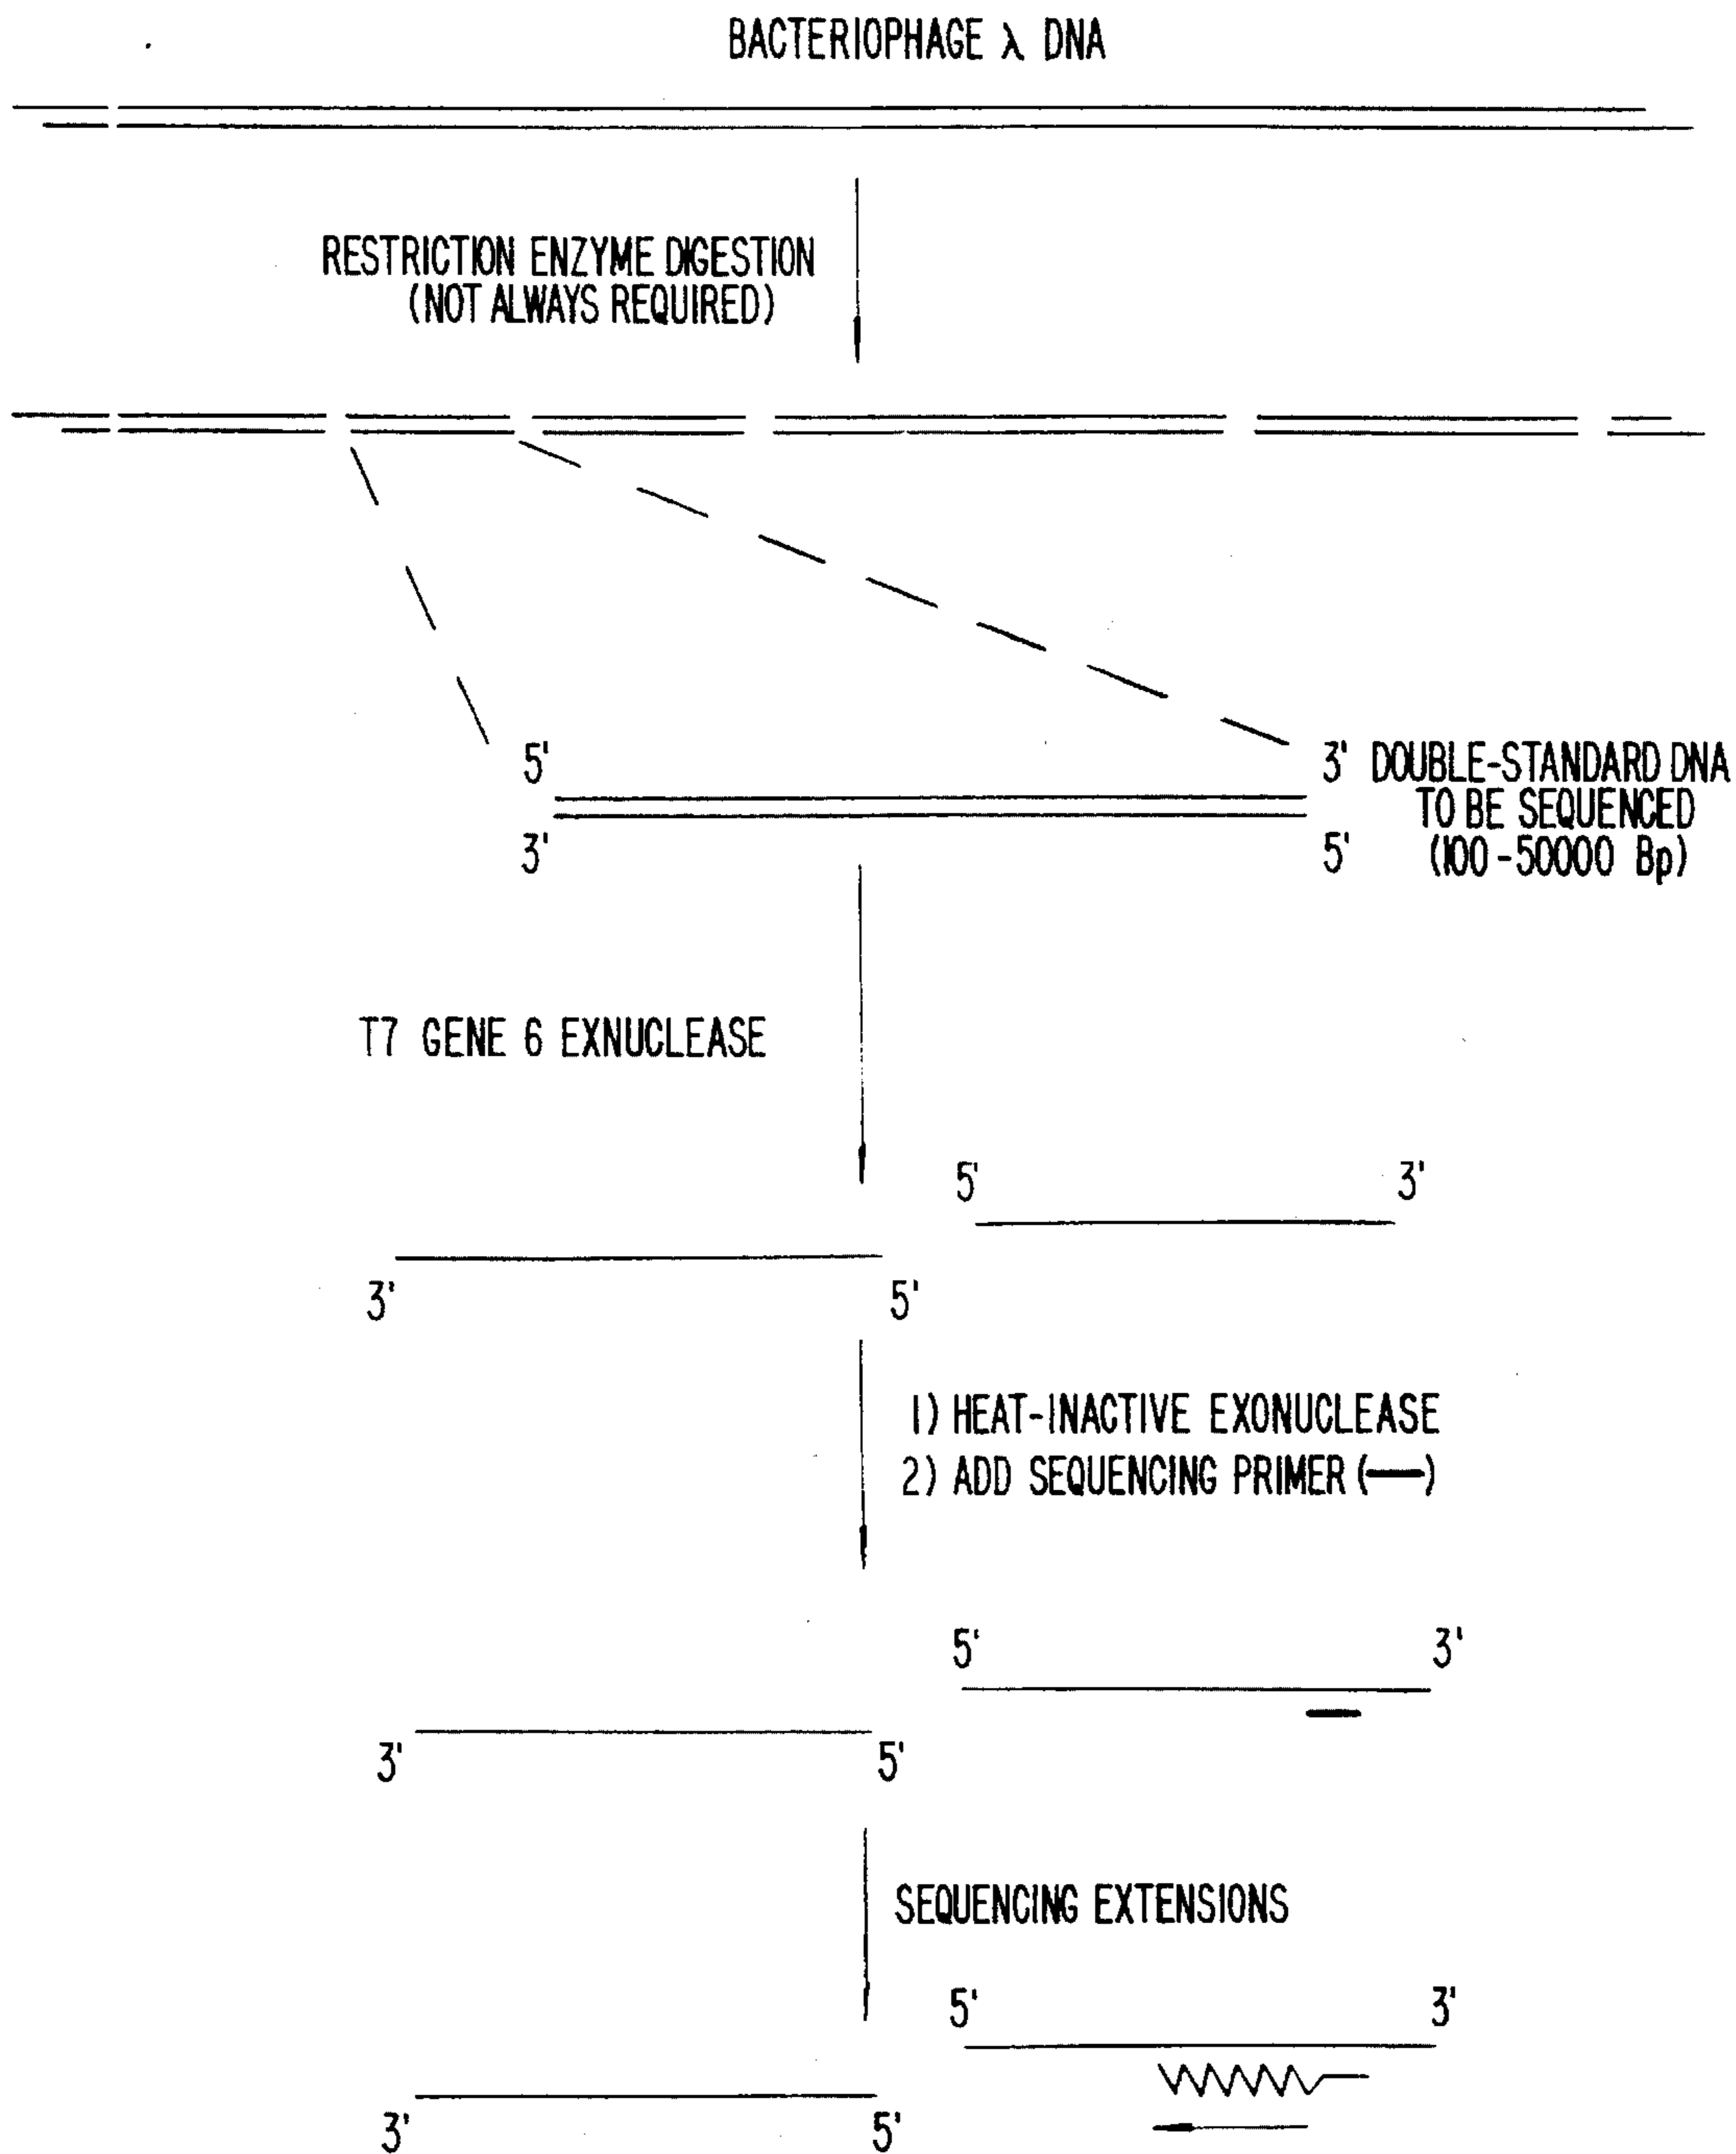 BACTERIOPHAGE λ DNA
RESTRICTION ENZYME DIGESTION
(NOT ALWAYS REQUIRED)
5'
3' DOUBLE-STANDARD DNA
TO BE SEQUENCED
3'
5'
(100-50000 Bp)
T7 GENE 6 EXNUCLEASE
5'
3'
3'
5'
1) HEAT-INACTIVE EXONUCLEASE
2) ADD SEQUENCING PRIMER (—)
5'
3'
3'
5'
SEQUENCING EXTENSIONS
5'
3'
3'
5'